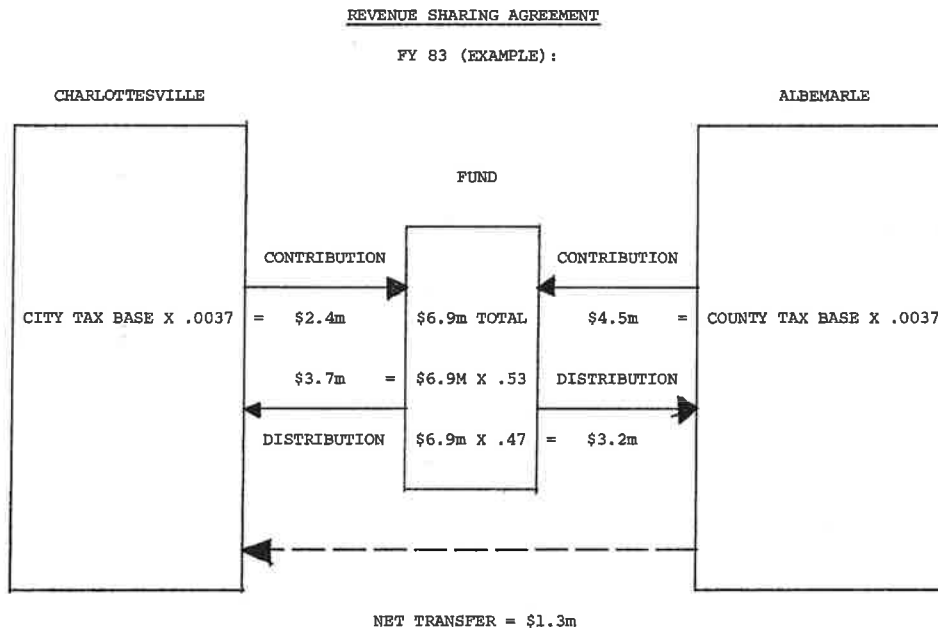 REVENUE SHARING AGREEMENT
FY 83 (EXAMPLE):
CHARLOTTESVILLE
ALBEMARLE
FUND
CONTRIBUTION
CONTRIBUTION
CITY TAX BASE X .0037 = $2.4m $6.9m TOTAL $4.5m = COUNTY TAX BASE X .0037
$3.7m = $6.9M X .53 DISTRIBUTION
DISTRIBUTION $6.9m X .47 = $3.2m
NET TRANSFER = $1.3m